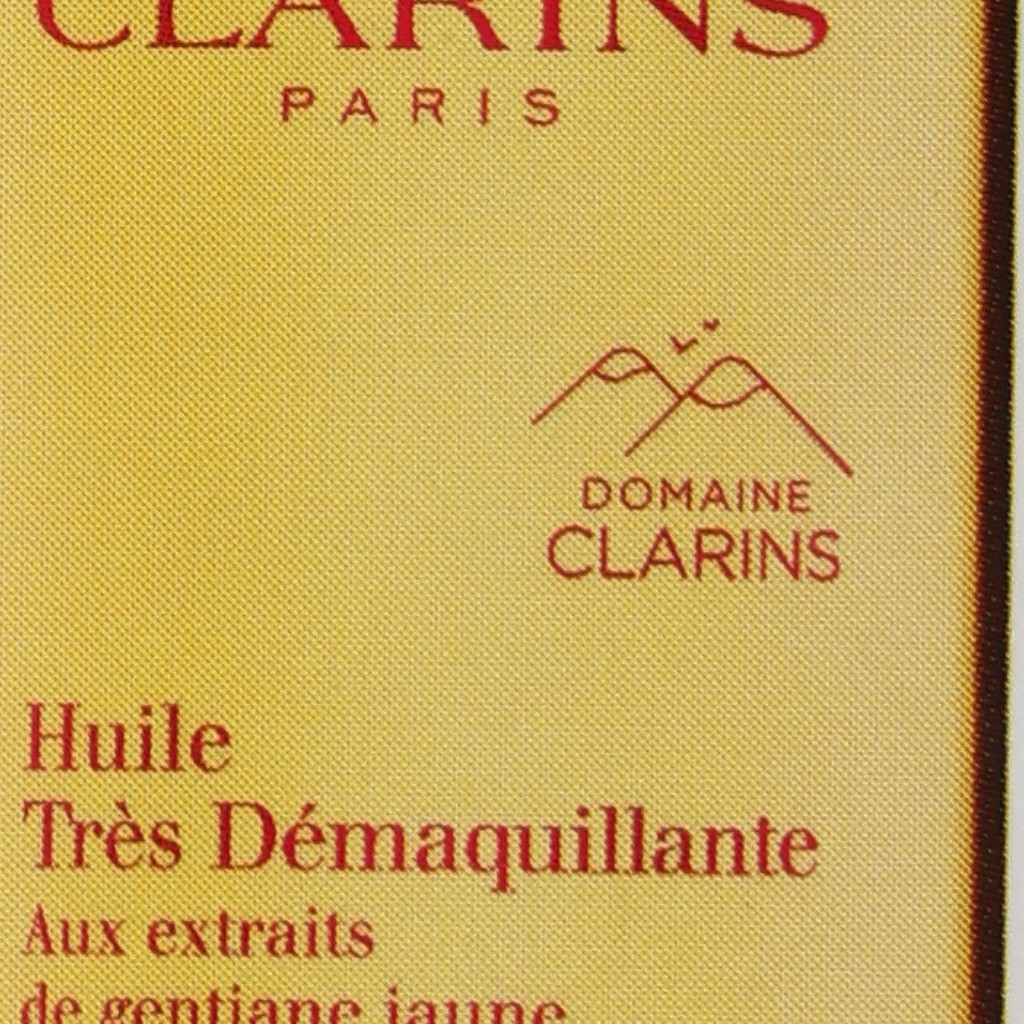 CLARINS
PARIS
DOMAINE
CLARINS
Huile
Très Démaquillante
Aux extraits
de gentiane jaune